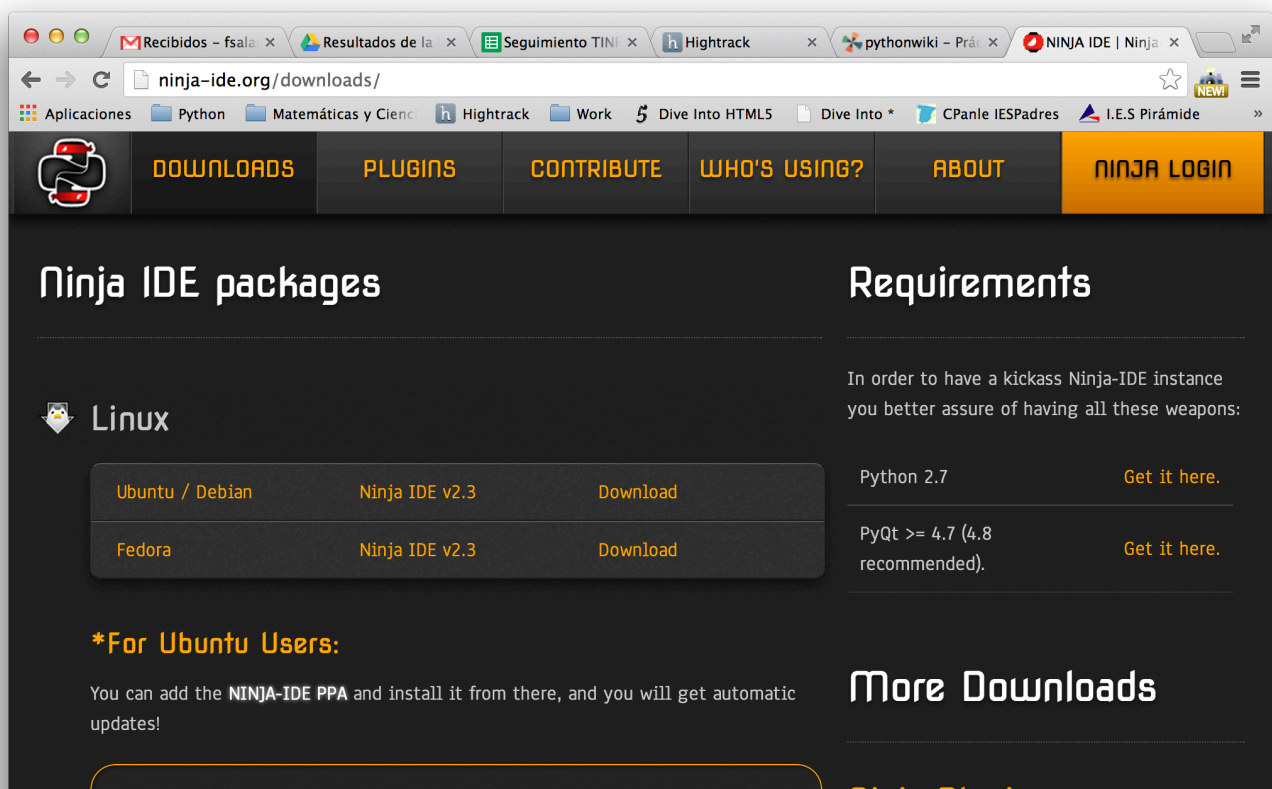 Recibidos – fsala
Resultados de la
Seguimiento TINF
Hightrack
pythonwiki – Prác
NINJA IDE | Ninja
ninja-ide.org/downloads/
NEW!
Aplicaciones
Python
Matemáticas y Cienci
h Hightrack
Work
5 Dive Into HTML5
Dive Into *
CPanle IESPadres
I.E.S Pirámide
»
DOWNLOADS
PLUGINS
CONTRIBUTE
WHO'S USING?
ABOUT
NINJA LOGIN
Ninja IDE packages
Linux
Ubuntu / Debian Ninja IDE v2.3 Download
Fedora Ninja IDE v2.3 Download
*For Ubuntu Users:
You can add the NINJA-IDE PPA and install it from there, and you will get automatic
updates!
Requirements
In order to have a kickass Ninja-IDE instance
you better assure of having all these weapons:
Python 2.7 Get it here.
PyQt >= 4.7 (4.8
recommended). Get it here.
More Downloads